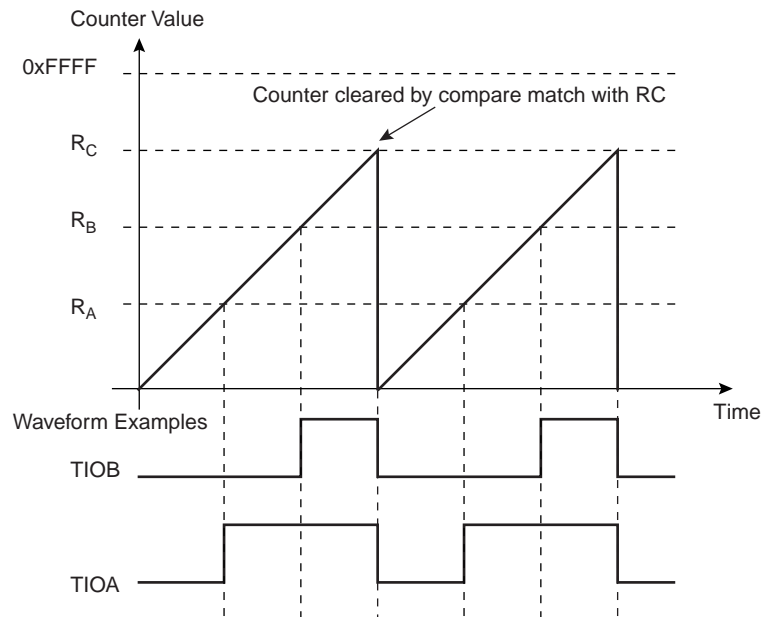 Counter Value
0xFFFF
Counter cleared by compare match with RC
RC
RB
RA
Time
Waveform Examples
TIOB
TIOA